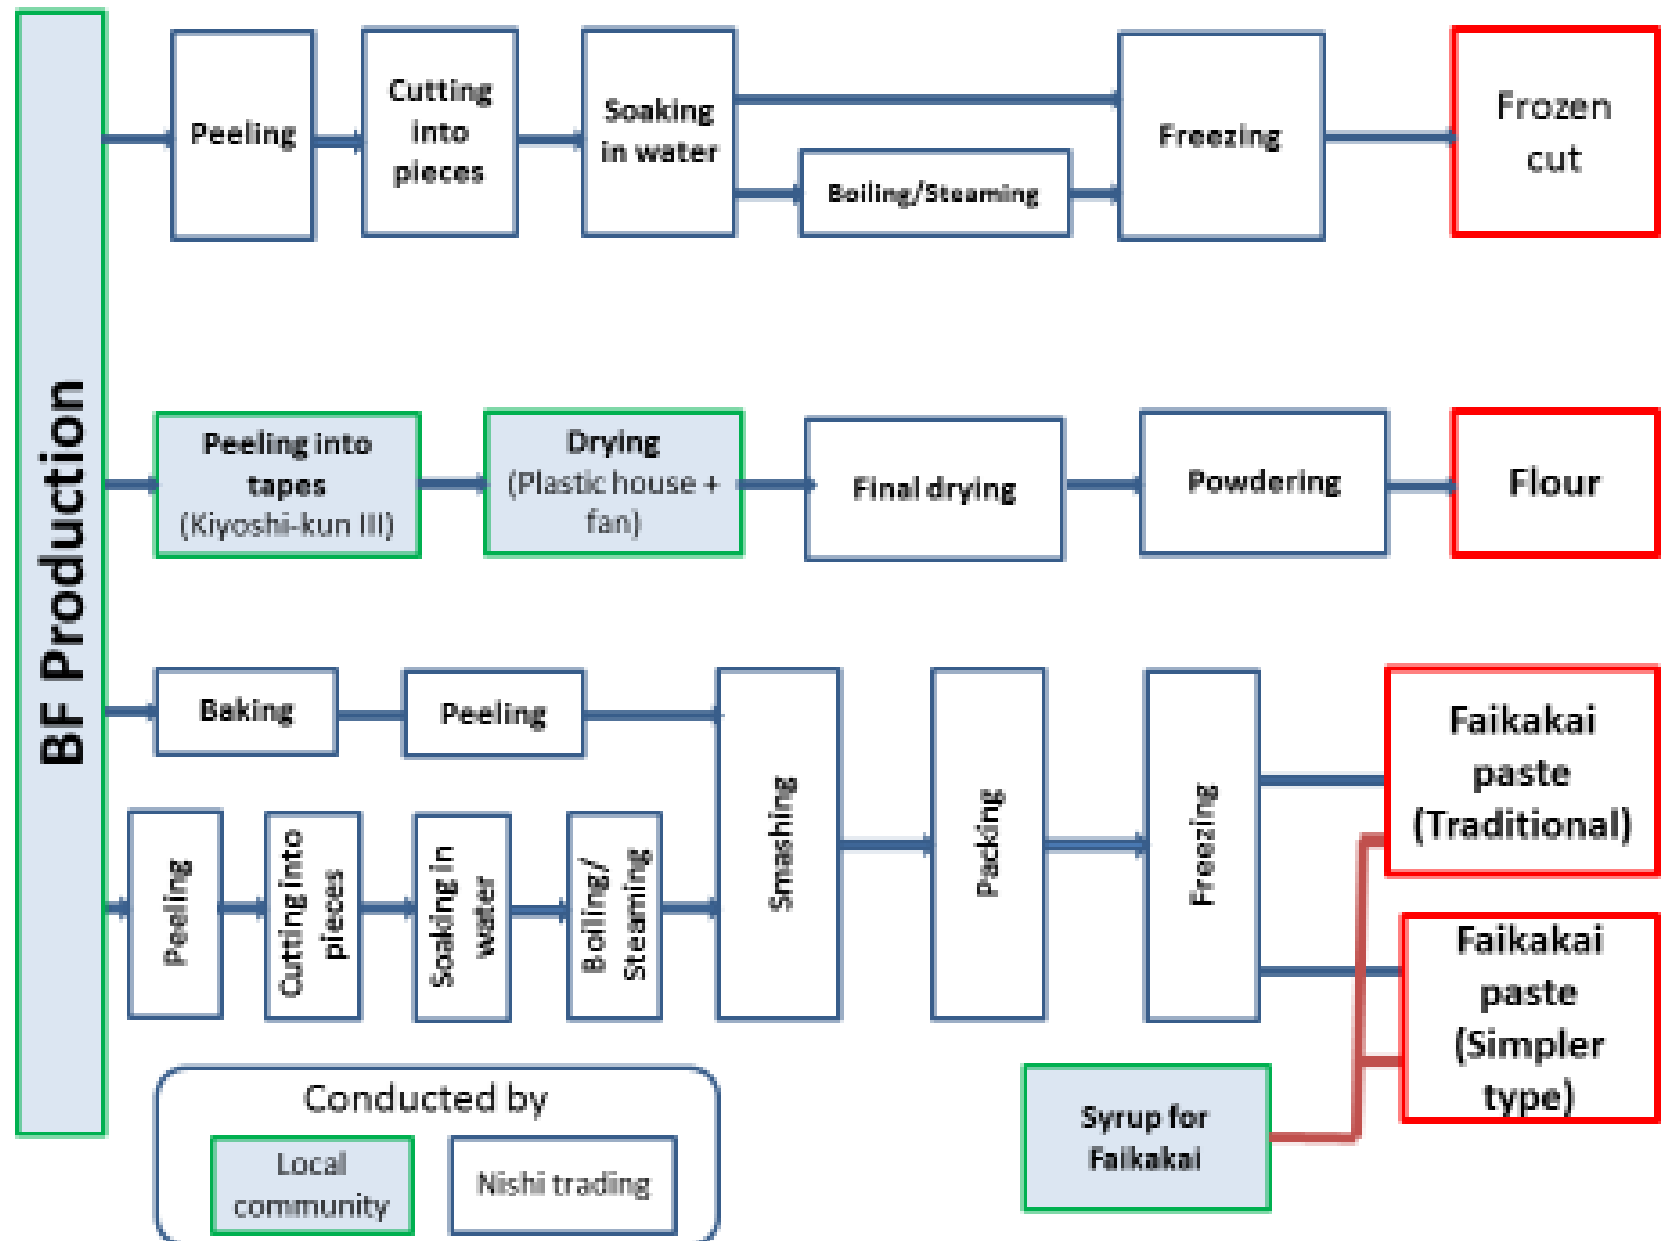 BF Production
Peeling
Cutting
into
pieces
Soaking
in water
Boiling/Steaming
Freezing
Frozen
cut
Peeling into
tapes
(Kiyoshi-kun III)
Drying
(Plastic house +
fan)
Final drying
Powdering
Flour
Baking
Peeling
Peeling
Cutting into
pieces
Soaking in
water
Boiling/
Steaming
Smashing
Packing
Freezing
Faikakai
paste
(Traditional)
Faikakai
paste
(Simpler
type)
Syrup for
Faikakai
Conducted by
Local
community
Nishi trading